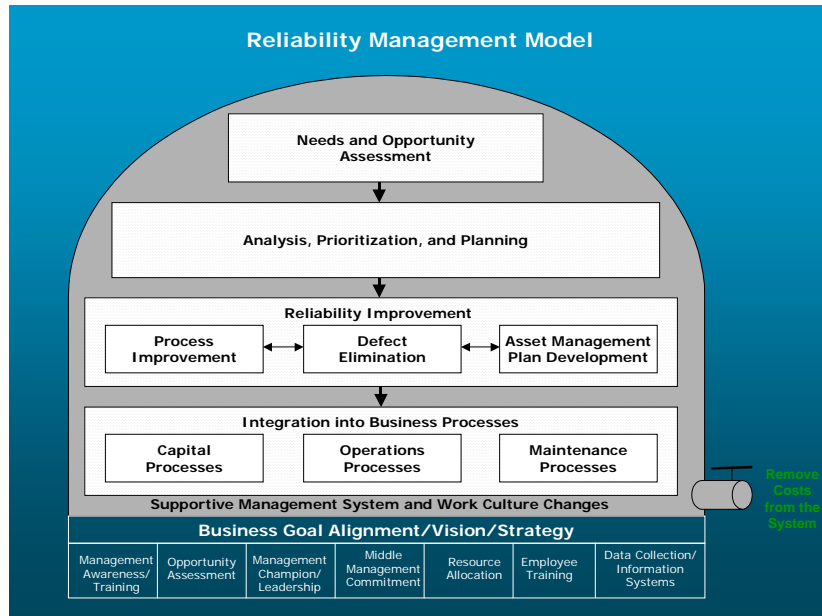 Reliability Management Model
Needs and Opportunity
Assessment
Analysis, Prioritization, and Planning
Reliability Improvement
Process
Improvement
Defect
Elimination
Asset Management
Plan Development
Integration into Business Processes
Capital
Processes
Operations
Processes
Maintenance
Processes
Remove
Costs
from the
System
Supportive Management System and Work Culture Changes
Business Goal Alignment/Vision/Strategy
Management
Awareness/
Training
Opportunity
Assessment
Management
Champion/
Leadership
Middle
Management
Commitment
Resource
Allocation
Employee
Training
Data Collection/
Information
Systems